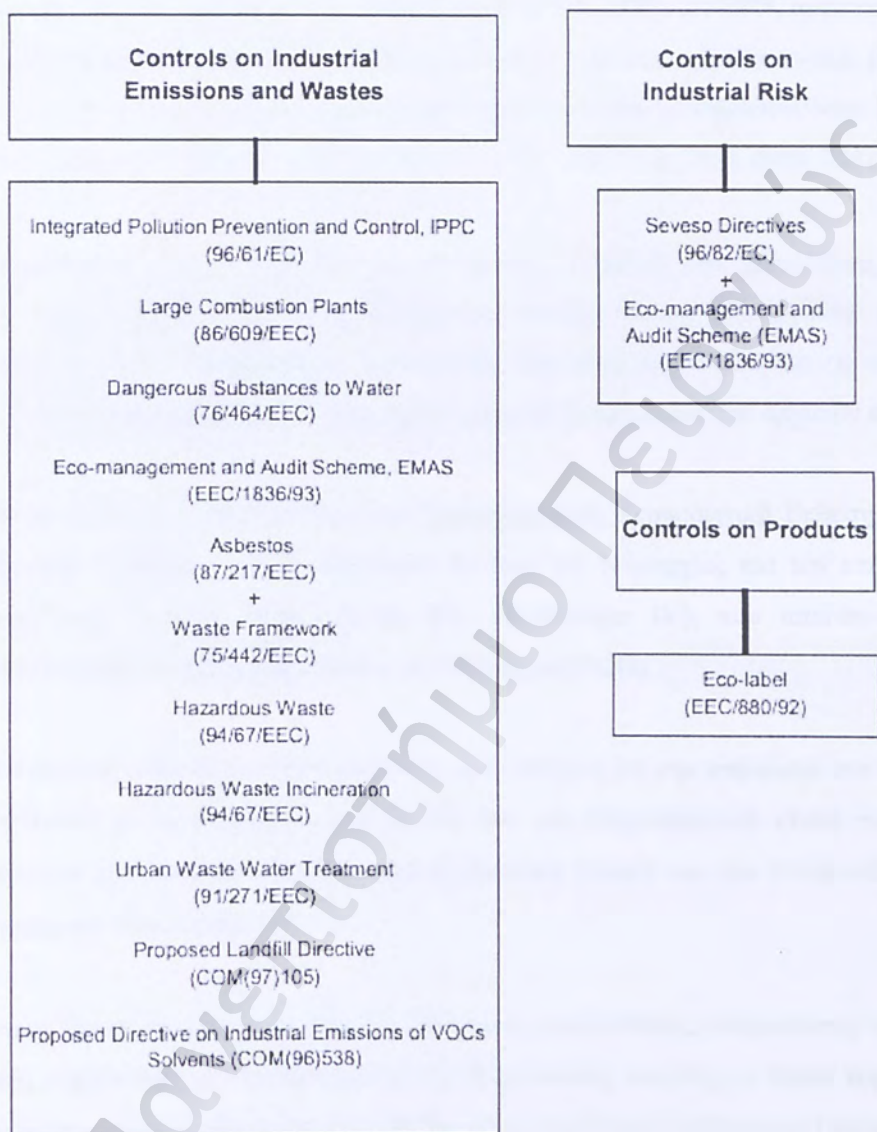 Controls on Industrial
Emissions and Wastes
Integrated Pollution Prevention and Control, IPPC
(96/61/EC)
Large Combustion Plants
(86/609/EEC)
Dangerous Substances to Water
(76/464/EEC)
Eco-management and Audit Scheme, EMAS
(EEC/1836/93)
Asbestos
(87/217/EEC)
+
Waste Framework
(75/442/EEC)
Hazardous Waste
(94/67/EEC)
Hazardous Waste Incineration
(94/67/EEC)
Urban Waste Water Treatment
(91/271/EEC)
Proposed Landfill Directive
(COM(97)105)
Proposed Directive on Industrial Emissions of VOCs
Solvents (COM(96)538)
Controls on
Industrial Risk
Seveso Directives
(96/82/EC)
+
Eco-management and
Audit Scheme (EMAS)
(EEC/1836/93)
Controls on Products
Eco-label
(EEC/880/92)
Πανεπιστήμιο Πειραιώς